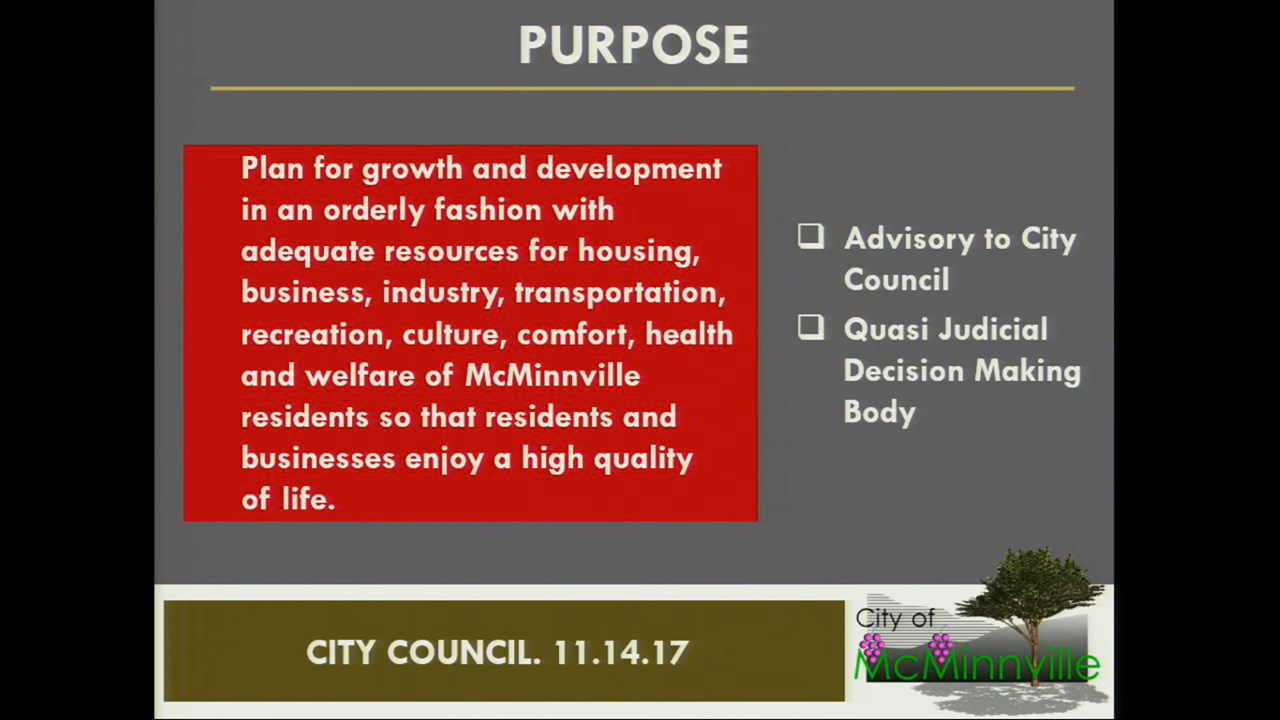 PURPOSE
Plan for growth and development
in an orderly fashion with
adequate resources for housing,
business, industry, transportation,
recreation, culture, comfort, health
and welfare of McMinnville
residents so that residents and
businesses enjoy a high quality
of life.
Advisory to City
Council
Quasi Judicial
Decision Making
Body
CITY COUNCIL. 11.14.17
City of
McMinnville